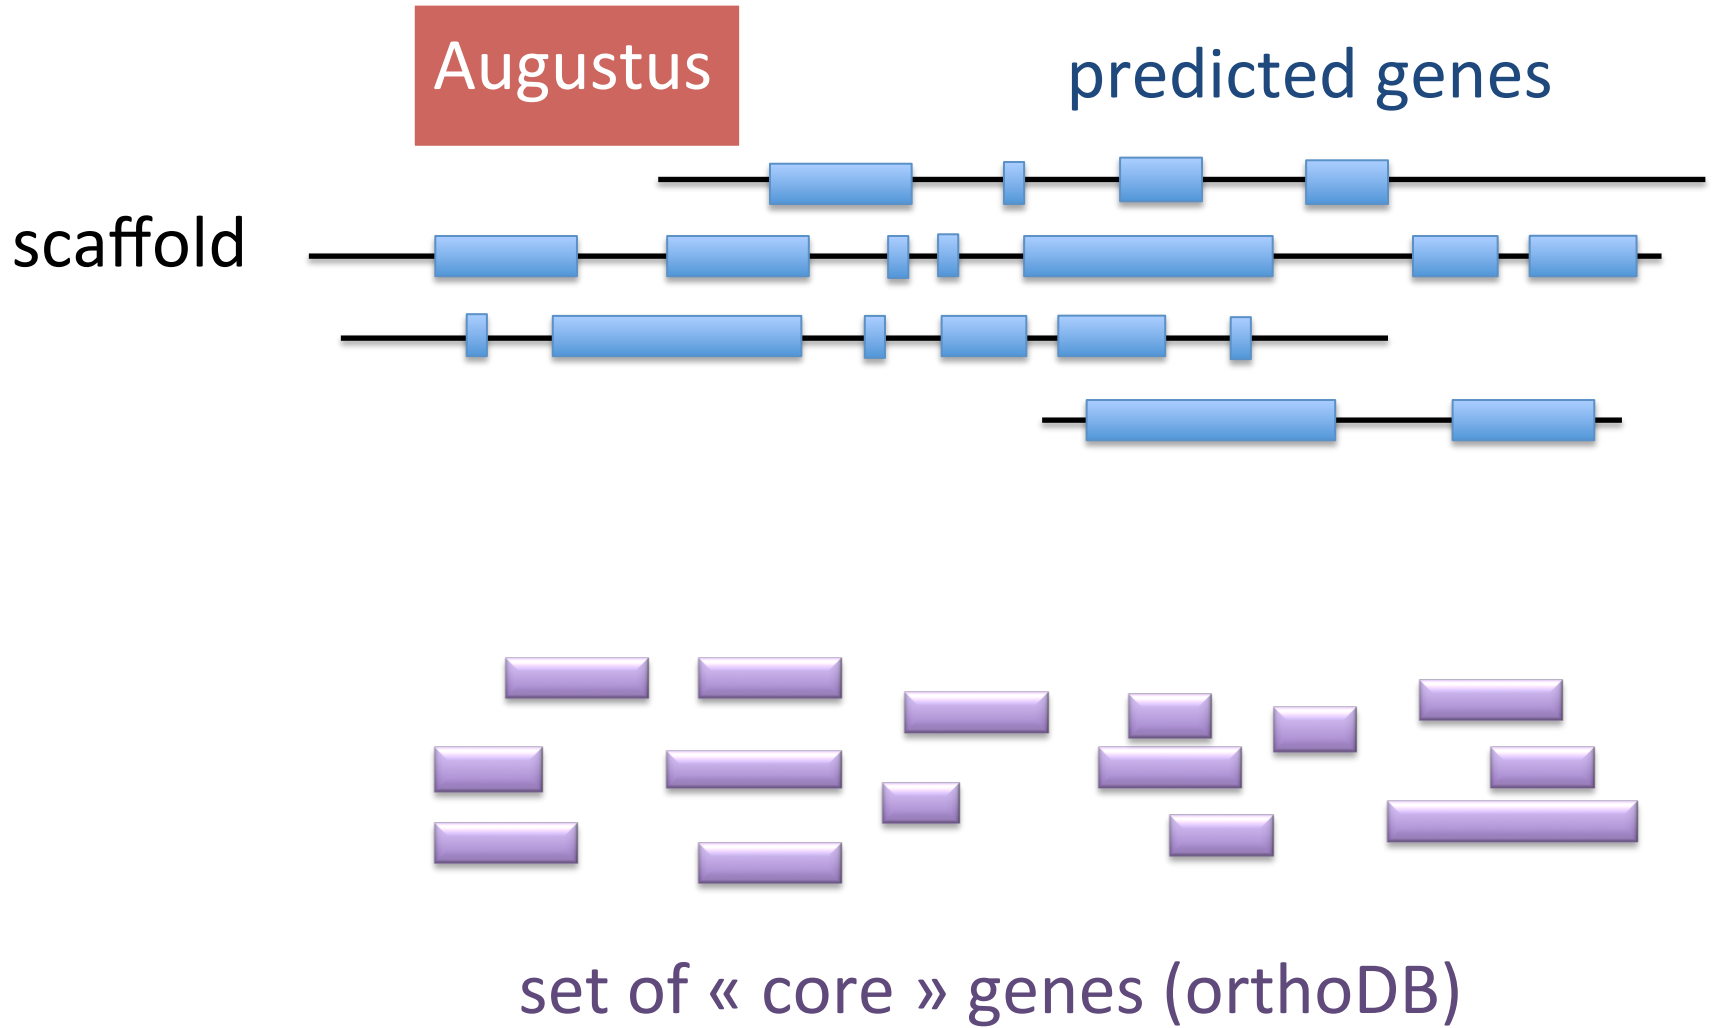 Augustus
predicted genes
scaffold
set of « core » genes (orthoDB)